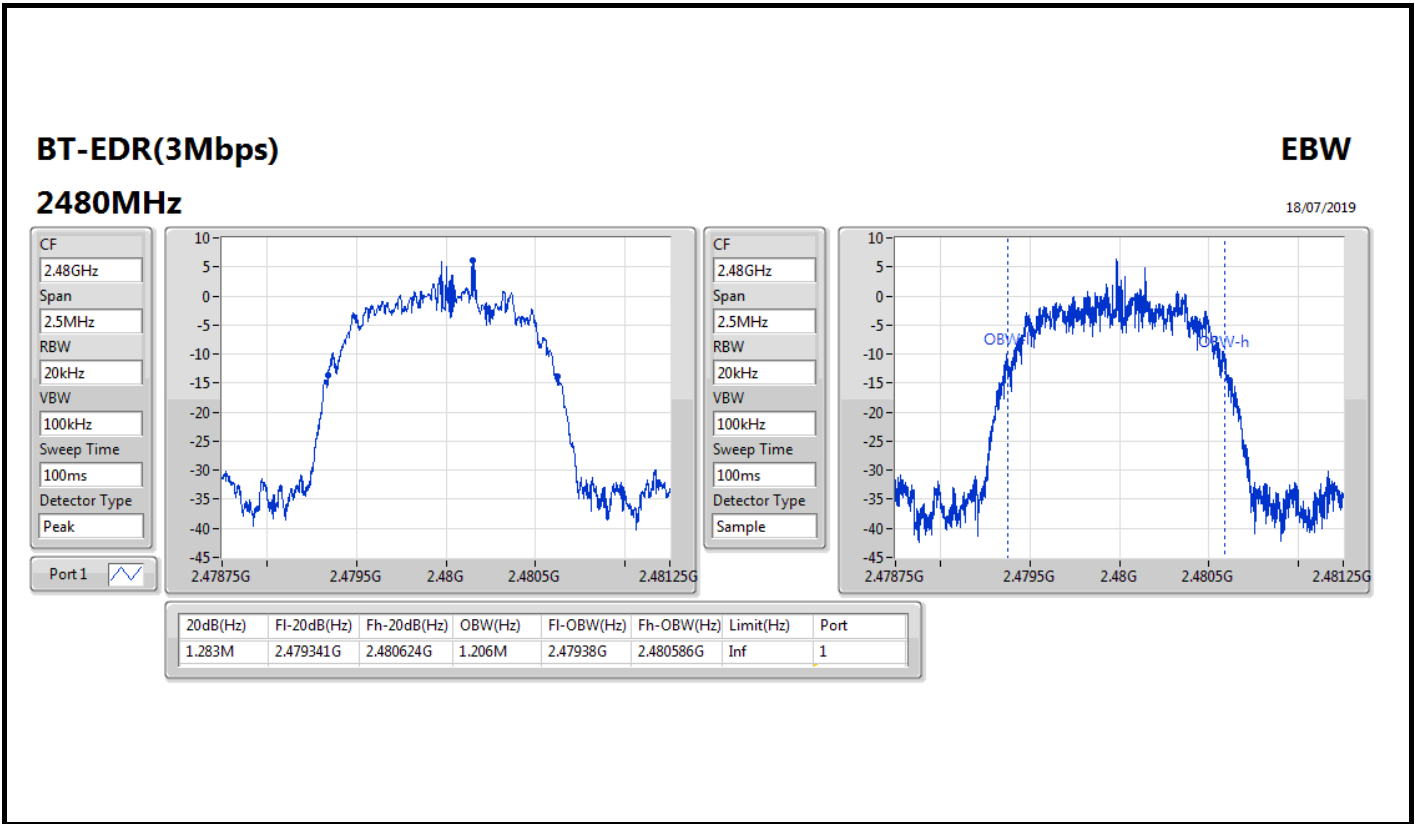 BT-EDR(3Mbps)
EBW
2480MHz
18/07/2019
CF
2.48GHz
Span
2.5MHz
RBW
20kHz
VBW
100kHz
Sweep Time
100ms
Detector Type
Peak
Port 1
10
5
0
-5
-10
-15
-20
-25
-30
-35
-40
-45
2.47875G 2.4795G 2.48G 2.4805G 2.48125G
CF
2.48GHz
Span
2.5MHz
RBW
20kHz
VBW
100kHz
Sweep Time
100ms
Detector Type
Sample
10
5
0
-5
-10
-15
-20
-25
-30
-35
-40
-45
OBW-h
2.47875G 2.4795G 2.48G 2.4805G 2.48125G
20dB(Hz) Fl-20dB(Hz) Fh-20dB(Hz) OBW(Hz) Fl-OBW(Hz) Fh-OBW(Hz) Limit(Hz) Port
1.283M 2.479341G 2.480624G 1.206M 2.47938G 2.480586G Inf 1